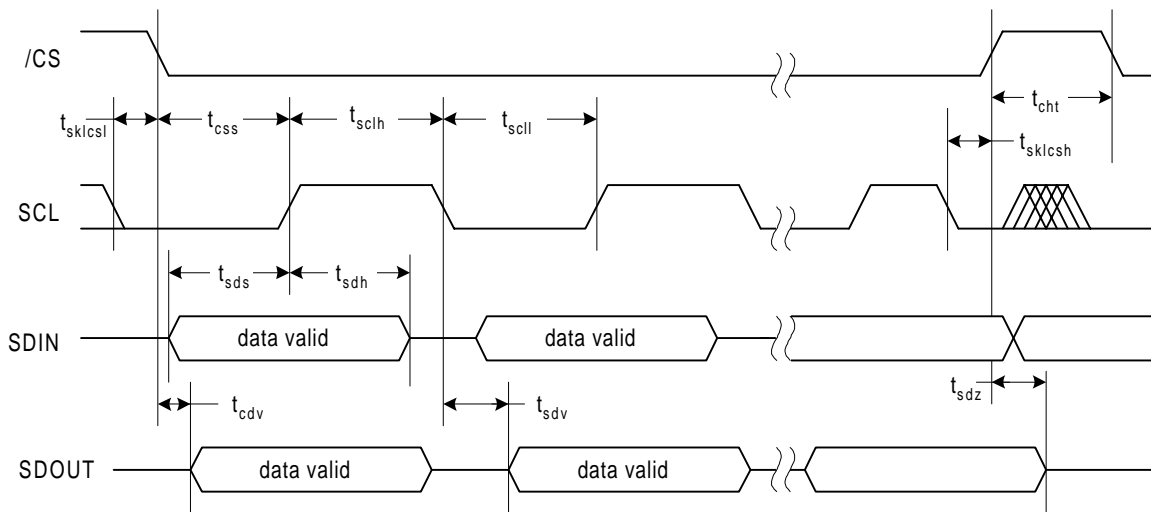 /CS
t_cht
t_sklcsl
t_css
t_sclh
t_scll
t_sklcsh
SCL
t_sds
t_sdh
SDIN
data valid
data valid
t_sdz
t_cdv
t_sdv
SDOUT
data valid
data valid